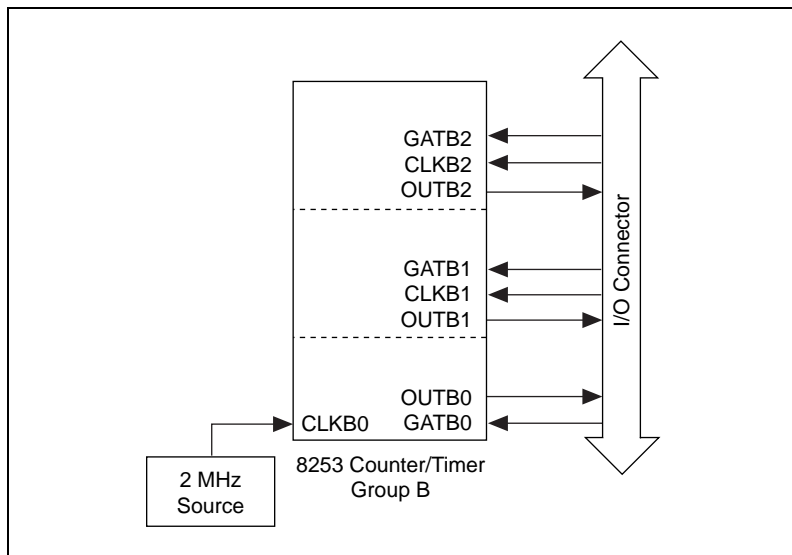 GATB2
CLKB2
OUTB2
GATB1
CLKB1
OUTB1
OUTB0
CLKB0 GATB0
I/O Connector
2 MHz
Source
8253 Counter/Timer
Group B